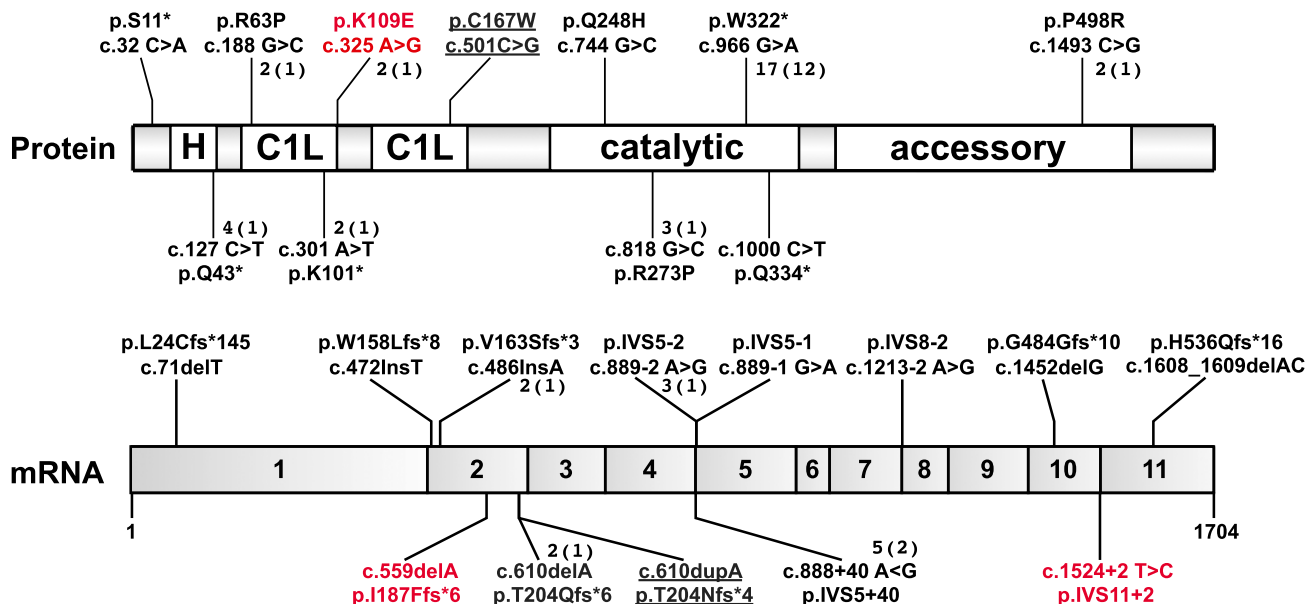 p.S11* p.R63P p.K109E p.C167W p.Q248H p.W322* p.P498R
c.32 C>A c.188 G>C c.325 A>G c.501C>G c.744 G>C c.966 G>A c.1493 C>G
2(1) 2(1) 17(12) 2(1)
Protein H C1L C1L catalytic accessory
4(1) 2(1) 3(1)
c.127 C>T c.301 A>T c.818 G>C c.1000 C>T
p.Q43* p.K101* p.R273P p.Q334*
p.L24Cfs*145 p.W158Lfs*8 p.V163Sfs*3 p.IVS5-2 p.IVS5-1 p.IVS8-2 p.G484Gfs*10 p.H536Qfs*16
c.71delT c.472InsT c.486InsA c.889-2 A>G c.889-1 G>A c.1213-2 A>G c.1452delG c.1608_1609delAC
2(1) 3(1)
mRNA 1 2 3 4 5 6 7 8 9 10 11
1 1704
2(1) 5(2)
c.559delA c.610delA c.610dupA c.888+40 A<G c.1524+2 T>C
p.I187Ffs*6 p.T204Qfs*6 p.T204Nfs*4 p.IVS5+40 p.IVS11+2